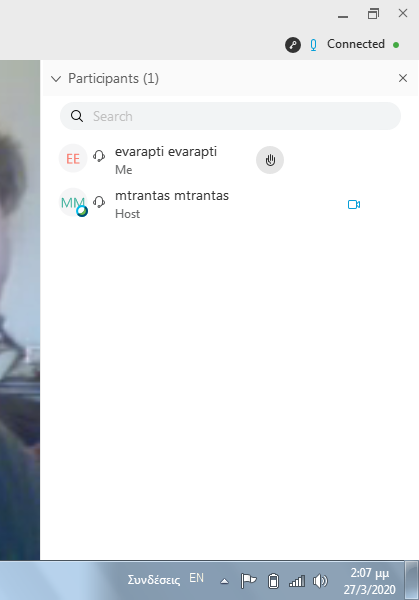 Connected
Participants (1)
Search
EE
evarapti evarapti
Me
MM
mtrantas mtrantas
Host
Συνδέσεις EN
2:07 μμ
27/3/2020